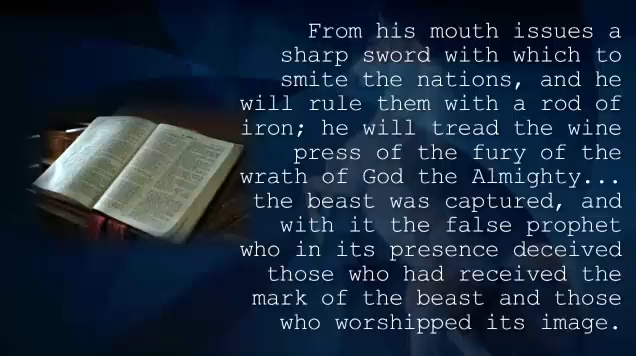 From his mouth issues a
sharp sword with which to
smite the nations, and he
will rule them with a rod of
iron; he will tread the wine
press of the fury of the
wrath of God the Almighty...
the beast was captured, and
with it the false prophet
who in its presence deceived
those who had received the
mark of the beast and those
who worshipped its image.